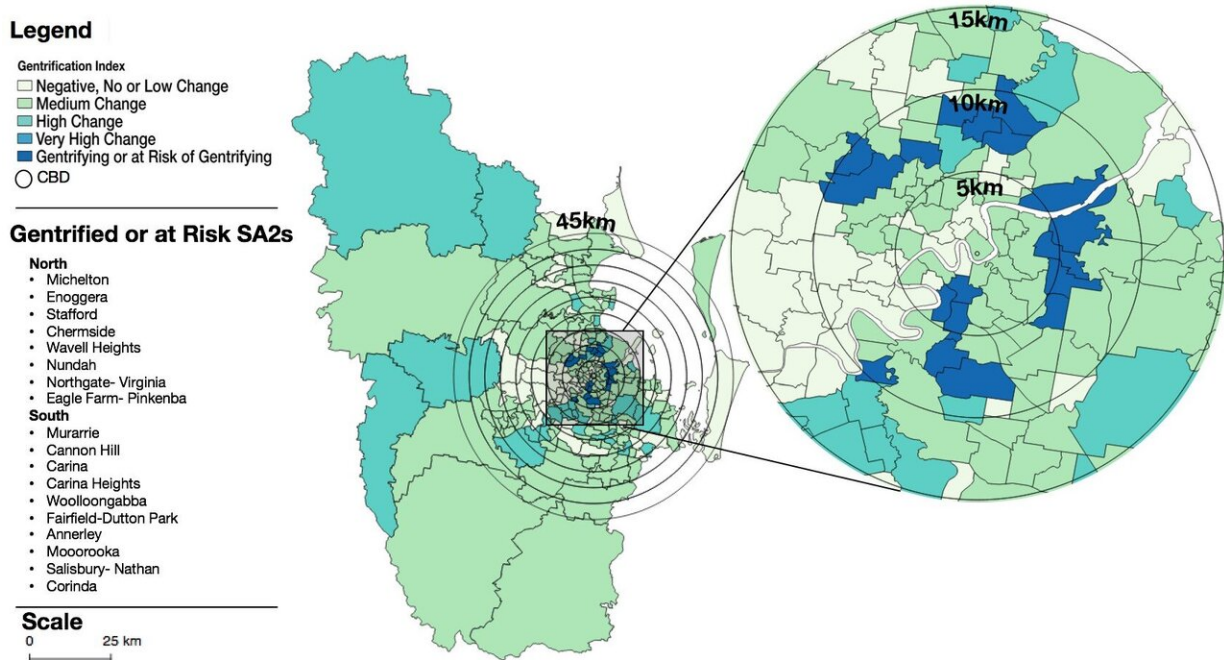 Legend
Gentrification Index
Negative, No or Low Change
Medium Change
High Change
Very High Change
Gentrifying or at Risk of Gentrifying
CBD
Gentrified or at Risk SA2s
North
• Michelton
• Enoggera
• Stafford
• Chermside
• Wavell Heights
• Nundah
• Northgate- Virginia
• Eagle Farm- Pinkenba
South
• Murarrie
• Cannon Hill
• Carina
• Carina Heights
• Woolloongabba
• Fairfield-Dutton Park
• Annerley
• Mooorooka
• Salisbury- Nathan
• Corinda
Scale
0 25 km
45km
15km
10km
5km